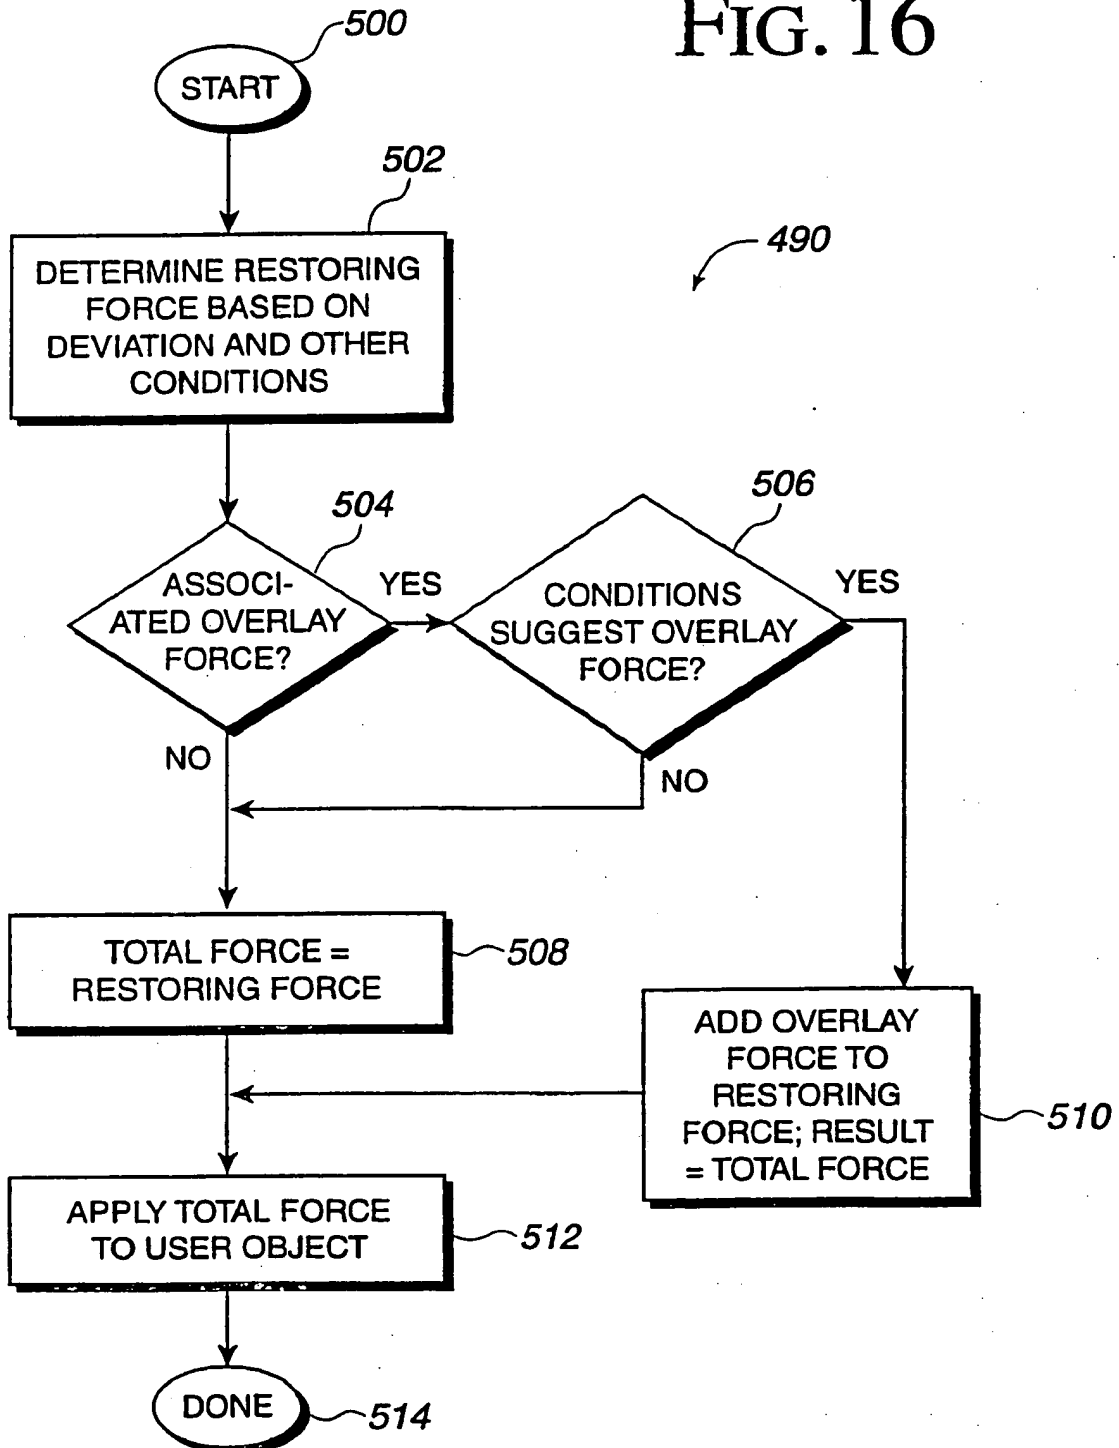 FIG. 16
500
START
502
490
DETERMINE RESTORING
FORCE BASED ON
DEVIATION AND OTHER
CONDITIONS
504
506
ASSOCI-
ATED OVERLAY
FORCE?
YES
CONDITIONS
SUGGEST OVERLAY
FORCE?
YES
NO
NO
TOTAL FORCE =
RESTORING FORCE
508
ADD OVERLAY
FORCE TO
RESTORING
FORCE; RESULT
= TOTAL FORCE
510
APPLY TOTAL FORCE
TO USER OBJECT
512
DONE
514